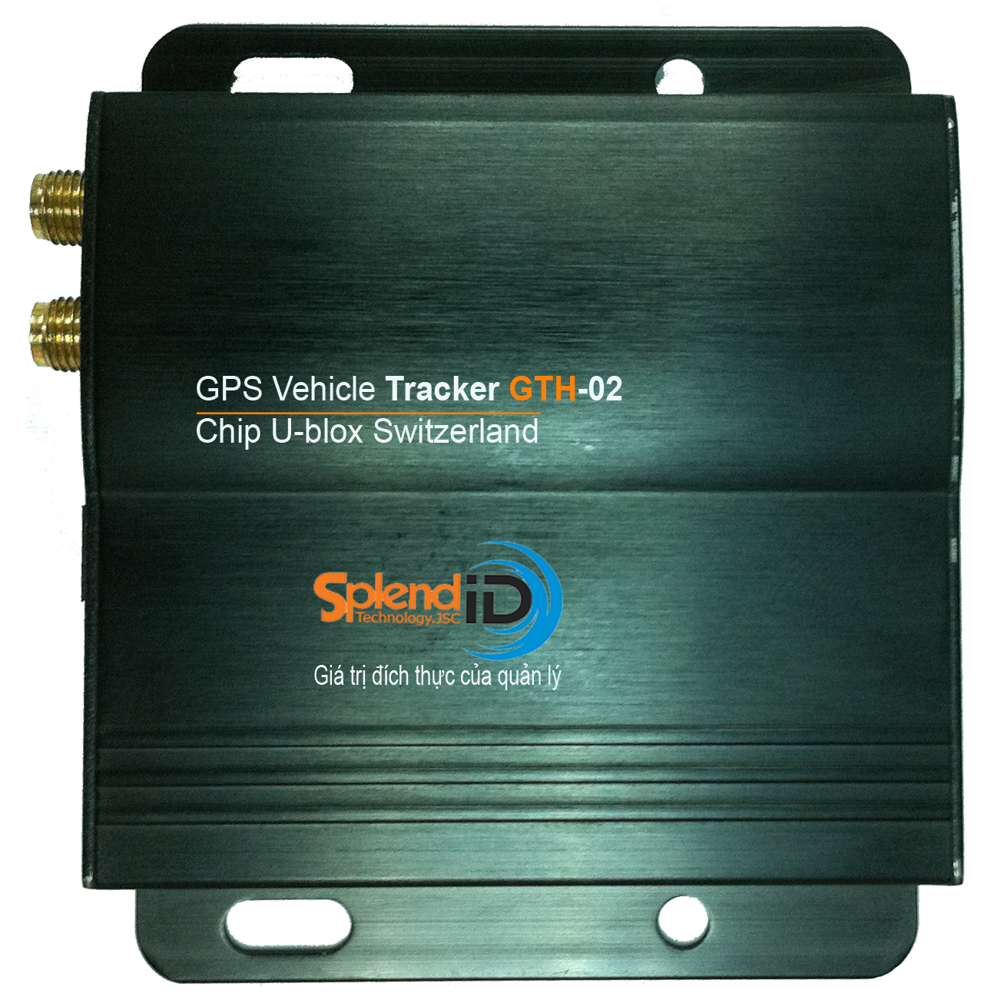 GPS Vehicle Tracker GTH-02
Chip U-blox Switzerland
SplendiD
Technology.JSC
Giá trị đích thực của quản lý